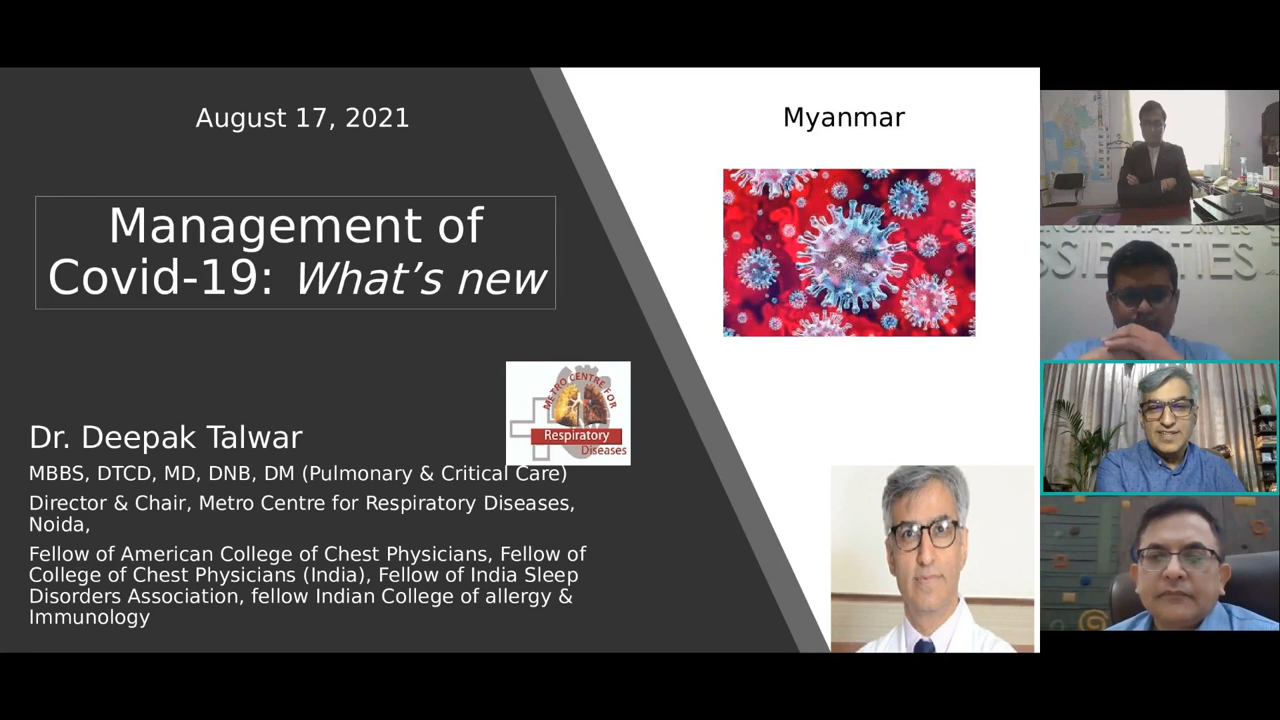 August 17, 2021
Myanmar
Management of
Covid-19: What’s new
METRO CENTRE FOR
Respiratory
Diseases
Dr. Deepak Talwar
MBBS, DTCD, MD, DNB, DM (Pulmonary & Critical Care)
Director & Chair, Metro Centre for Respiratory Diseases,
Noida,
Fellow of American College of Chest Physicians, Fellow of
College of Chest Physicians (India), Fellow of India Sleep
Disorders Association, fellow Indian College of allergy &
Immunology